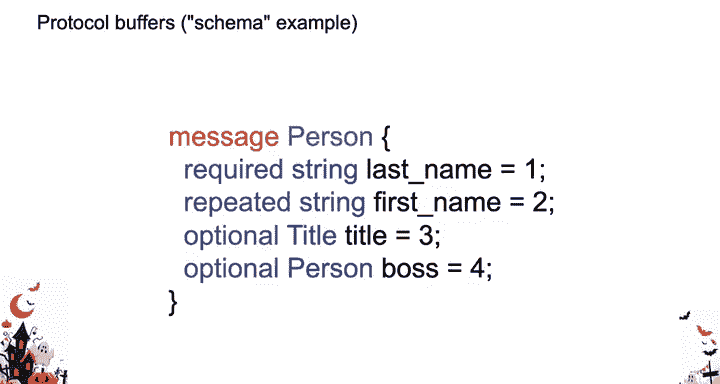 Protocol buffers ("schema" example)
message Person {
required string last_name = 1;
repeated string first_name = 2;
optional Title title = 3;
optional Person boss = 4;
}